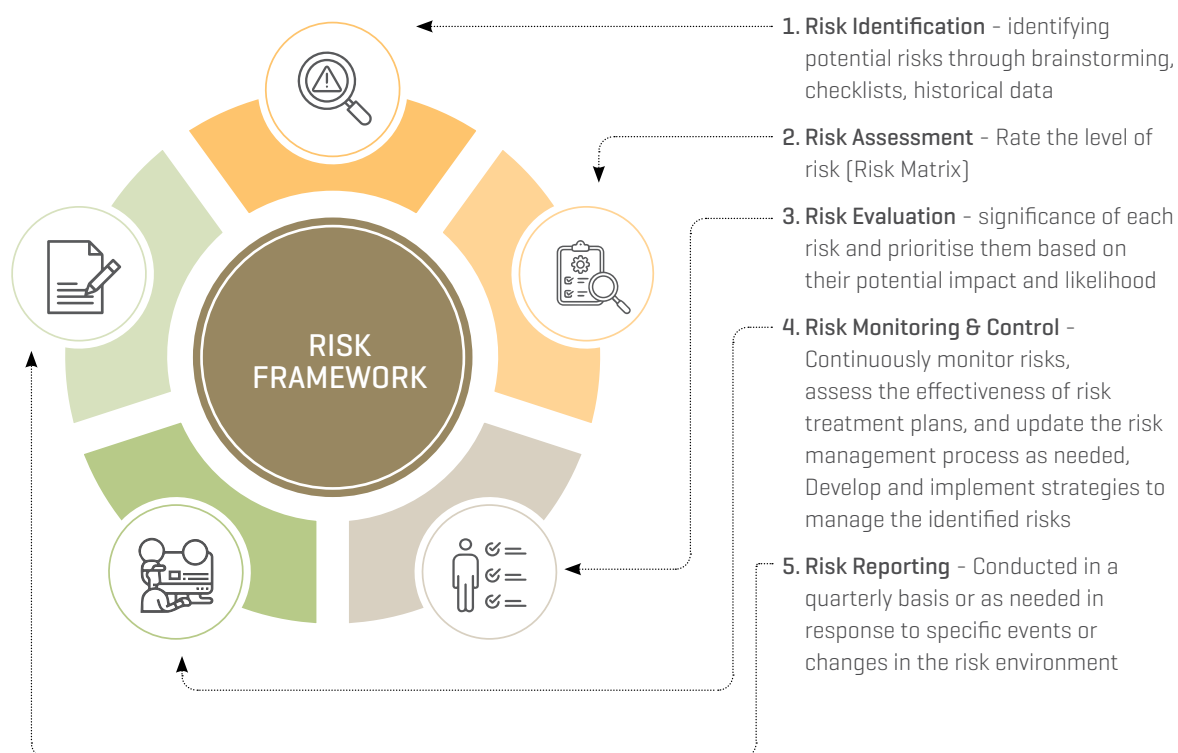 RISK
FRAMEWORK
1. Risk Identification - identifying
potential risks through brainstorming,
checklists, historical data
2. Risk Assessment - Rate the level of
risk (Risk Matrix)
3. Risk Evaluation - significance of each
risk and prioritise them based on
their potential impact and likelihood
4. Risk Monitoring & Control -
Continuously monitor risks,
assess the effectiveness of risk
treatment plans, and update the risk
management process as needed,
Develop and implement strategies to
manage the identified risks
5. Risk Reporting - Conducted in a
quarterly basis or as needed in
response to specific events or
changes in the risk environment